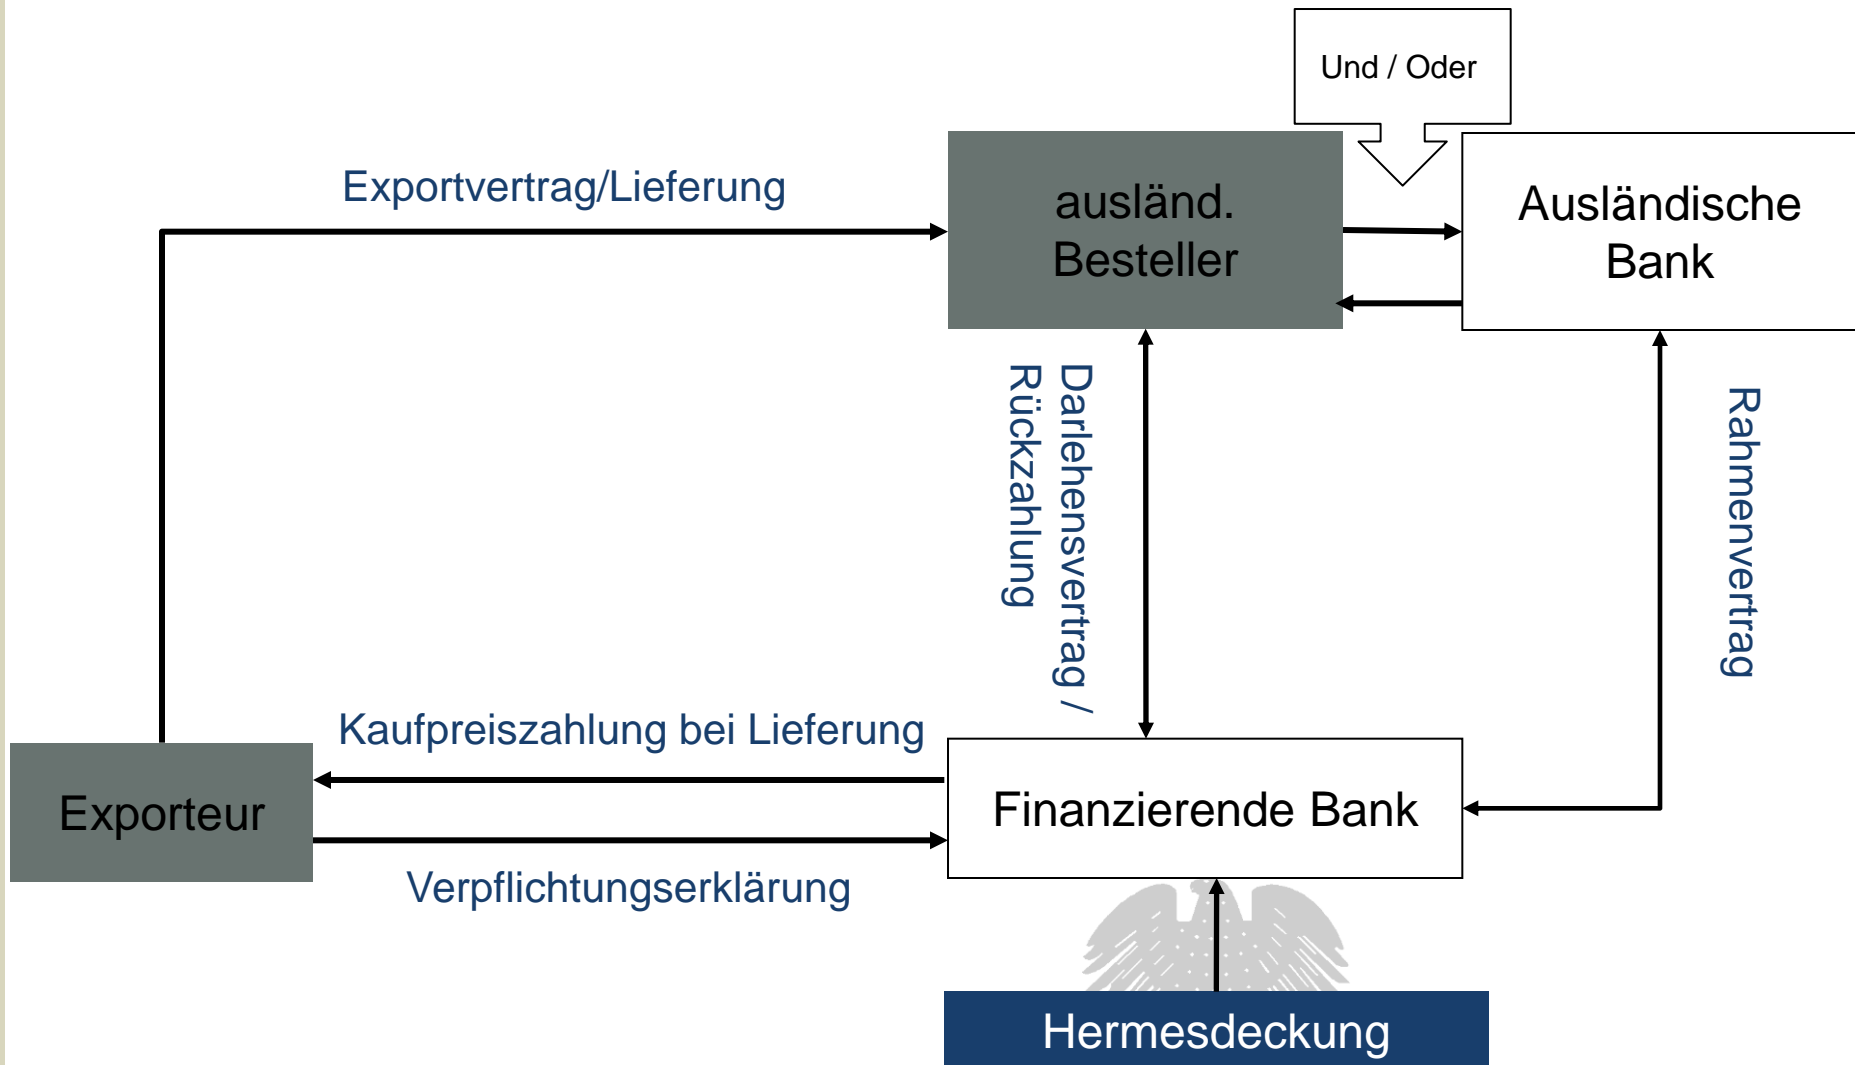 Und / Oder
Exportvertrag/Lieferung
ausländ.
Besteller
Ausländische
Bank
Darlehensvertrag /
Rückzahlung
Rahmenvertrag
Kaufpreiszahlung bei Lieferung
Exporteur
Finanzierende Bank
Verpflichtungserklärung
Hermesdeckung